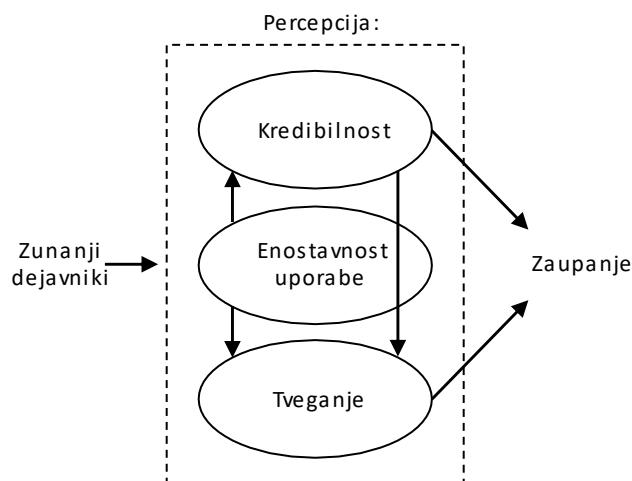 Percepcija:
Kredibilnost
Zunanji
dejavniki
Enostavnost
uporabe
Zaupanje
Tveganje